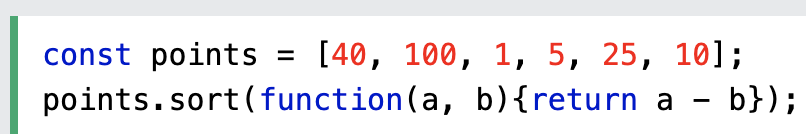 const points = [40, 100, 1, 5, 25, 10];
points.sort(function(a, b){return a - b});